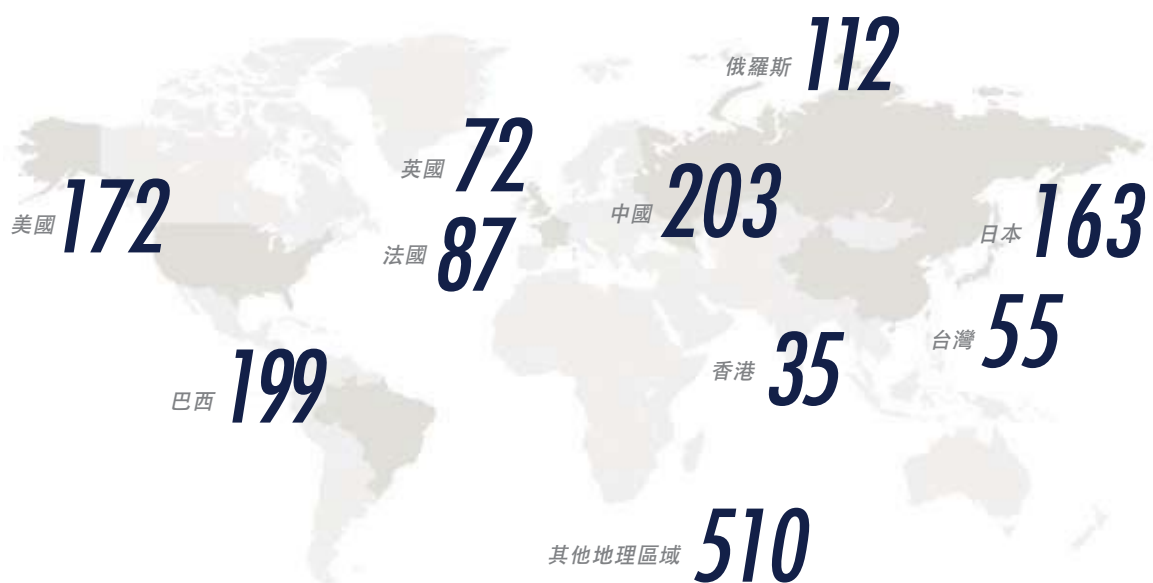 俄羅斯 112
英國 72
美國 172
中國 203
日本 163
法國 87
台灣 55
香港 35
巴西 199
其他地理區域 510